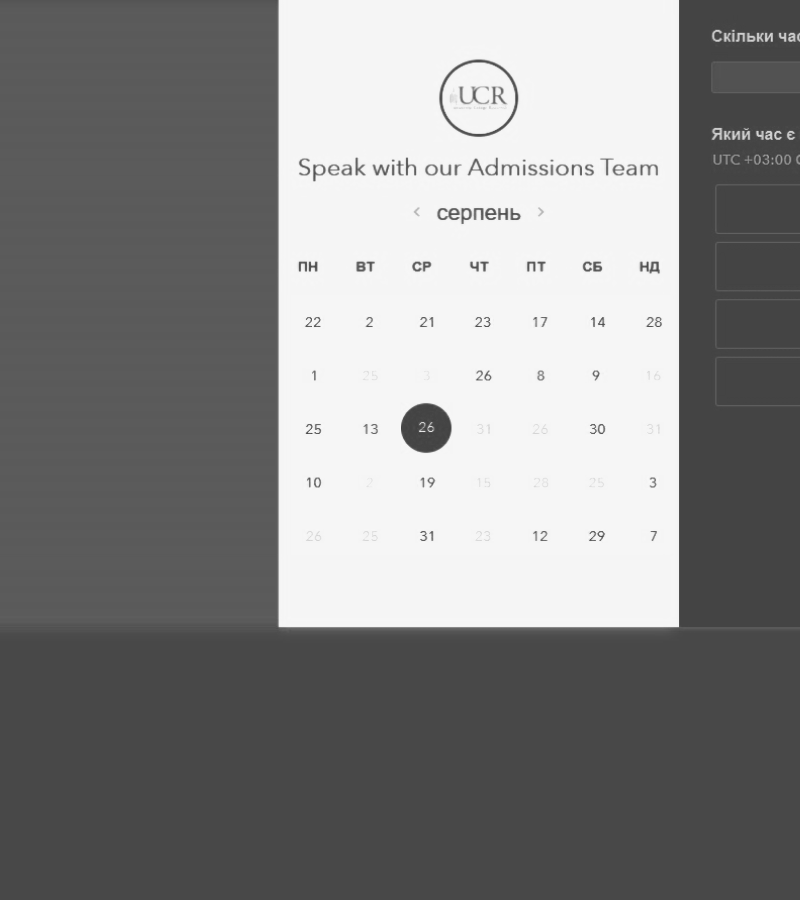 UCR
Speak with our Admissions Team
< серпень >
ПН ВТ СР ЧТ ПТ СБ НД
22 2 21 23 17 14 28
1 25 3 26 8 9 16
25 13 26 31 26 30 31
10 2 19 15 28 25 3
26 25 31 23 12 29 7
Скільки
Який час є
UTC +03:00